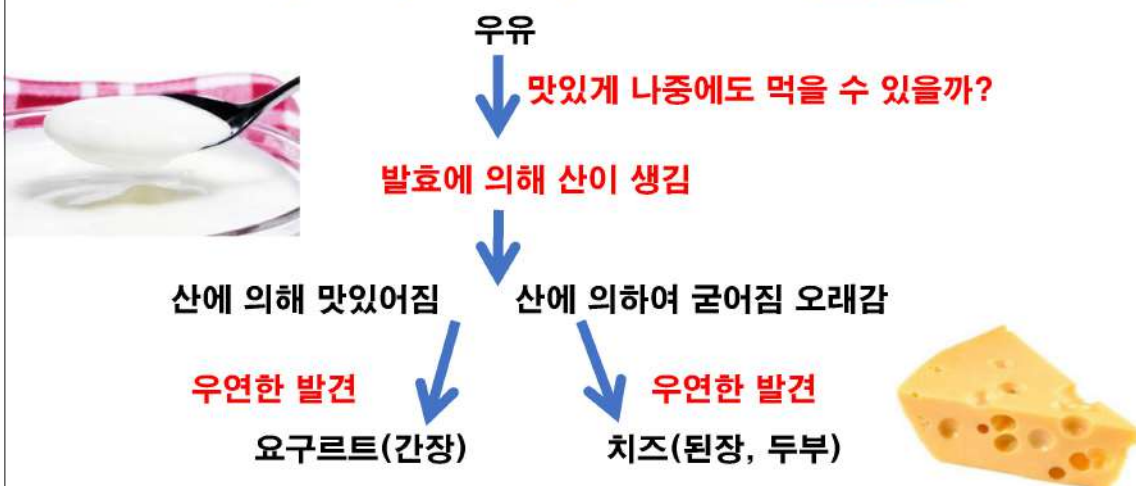 우유
맛있게 나중에도 먹을 수 있을까?
발효에 의해 산이 생김
산에 의해 맛있어짐
산에 의하여 굳어짐 오래감
우연한 발견
우연한 발견
요구르트(간장)
치즈(된장, 두부)